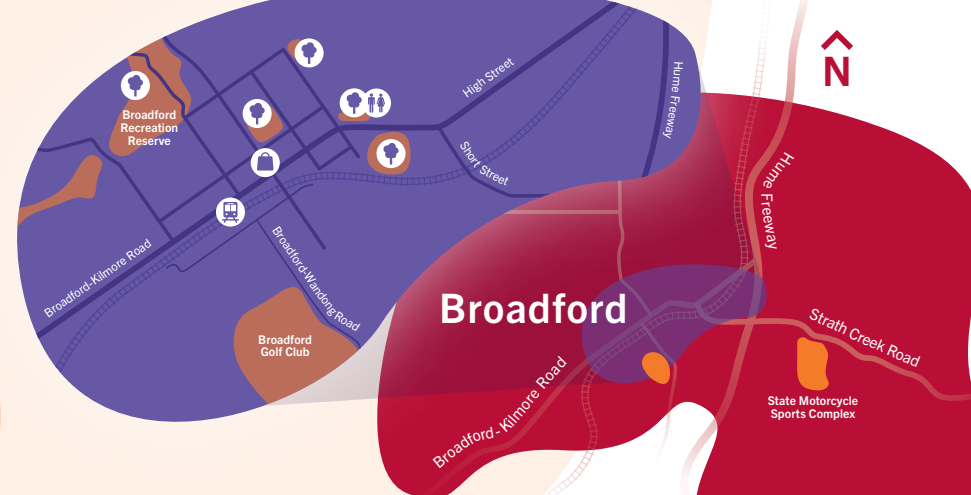 N
High Street
Hume Freeway
Broadford
Recreation
Reserve
Short Street
Hume Freeway
Broadford-Kilmore Road
Broadford-Wandong Road
Broadford
Broadford
Golf Club
Strath Creek Road
Broadford-Kilmore Road
State Motorcycle
Sports Complex